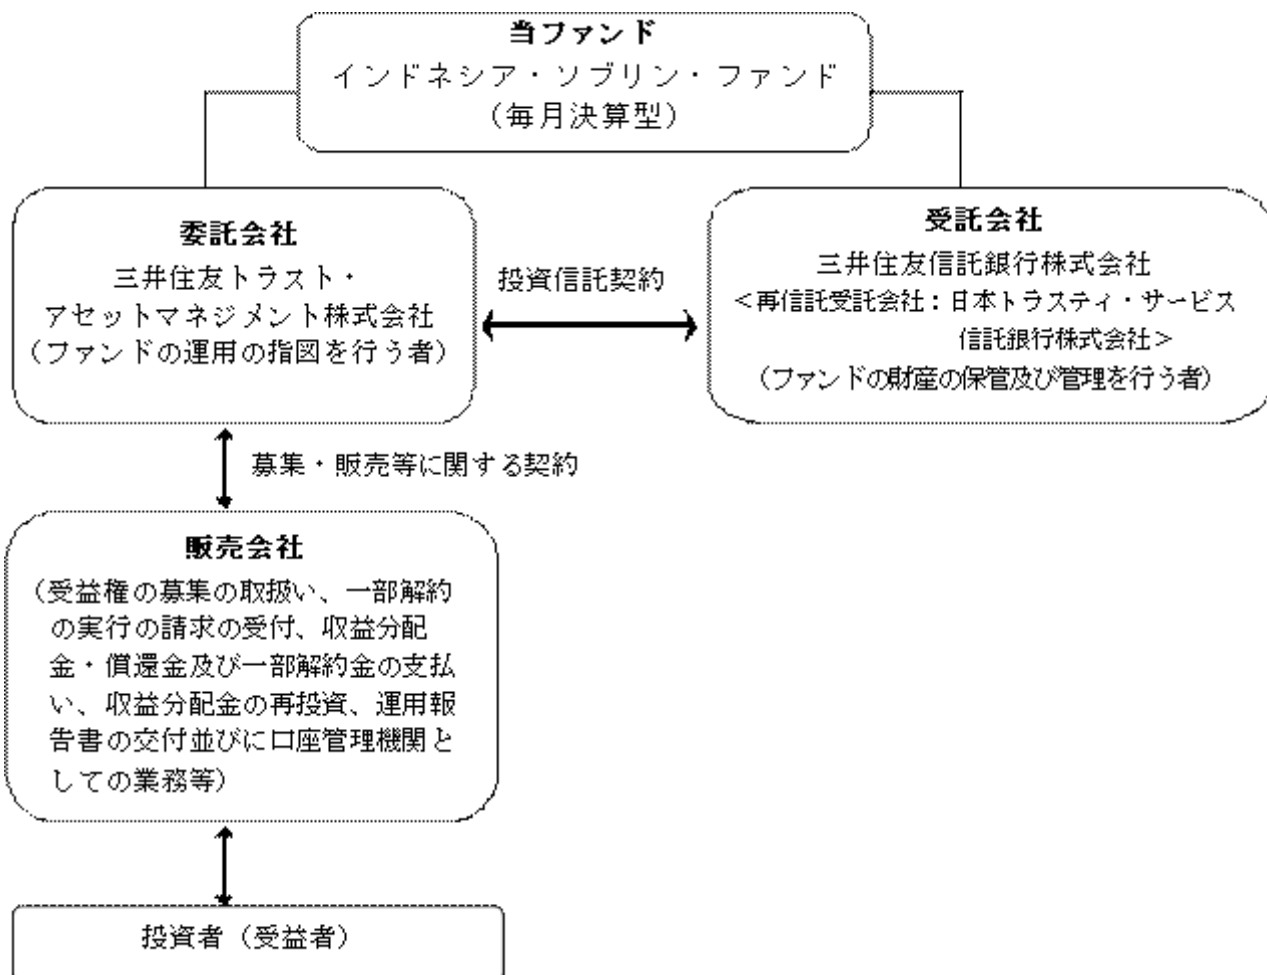 当ファンド
インドネシア・ソブリン・ファンド
（毎月決算型）
委託会社
三井住友トラスト・
アセットマネジメント株式会社
（ファンドの運用の指図を行う者）
投資信託契約
受託会社
三井住友信託銀行株式会社
＜再信託受託会社：日本トラスティ・サービス
信託銀行株式会社＞
（ファンドの財産の保管及び管理を行う者）
募集・販売等に関する契約
販売会社
（受益権の募集の取扱い、一部解約
の実行の請求の受付、収益分配
金・償還金及び一部解約金の支払
い、収益分配金の再投資、運用報
告書の交付並びに口座管理機関と
しての業務等）
投資者（受益者）